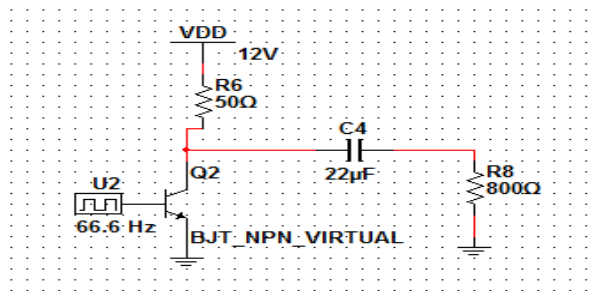 VDD
12V
R6
50Ω
C4
22µF
Q2
U2
R8
800Ω
66.6 Hz
BJT_NPN_VIRTUAL